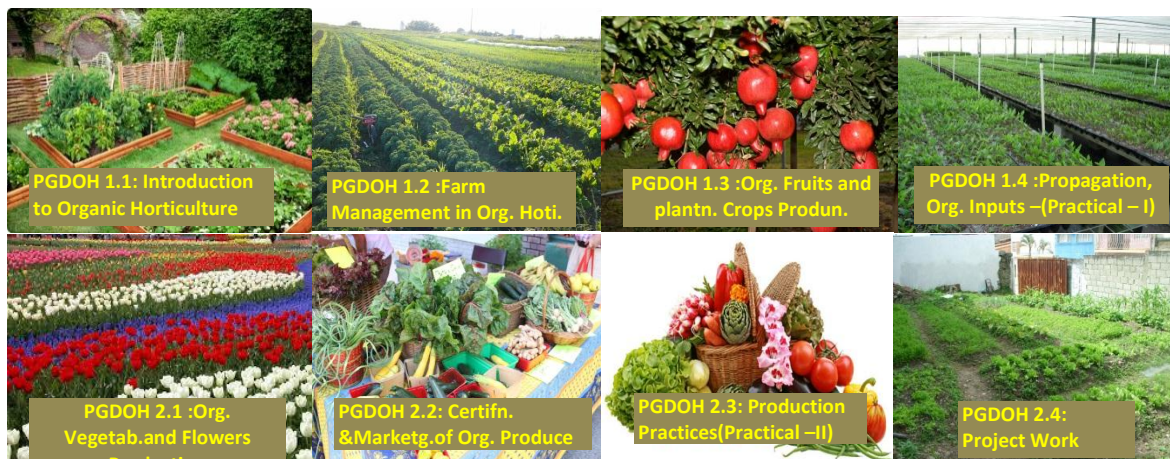 PGDOH 1.1: Introduction
to Organic Horticulture
PGDOH 1.2 :Farm
Management in Org. Hoti.
PGDOH 1.3 :Org. Fruits and
plantn. Crops Produn.
PGDOH 1.4 :Propagation,
Org. Inputs –(Practical – I)
PGDOH 2.1 :Org.
Vegetab.and Flowers
PGDOH 2.2: Certifn.
&Marketg.of Org. Produce
PGDOH 2.3: Production
Practices(Practical –II)
PGDOH 2.4:
Project Work